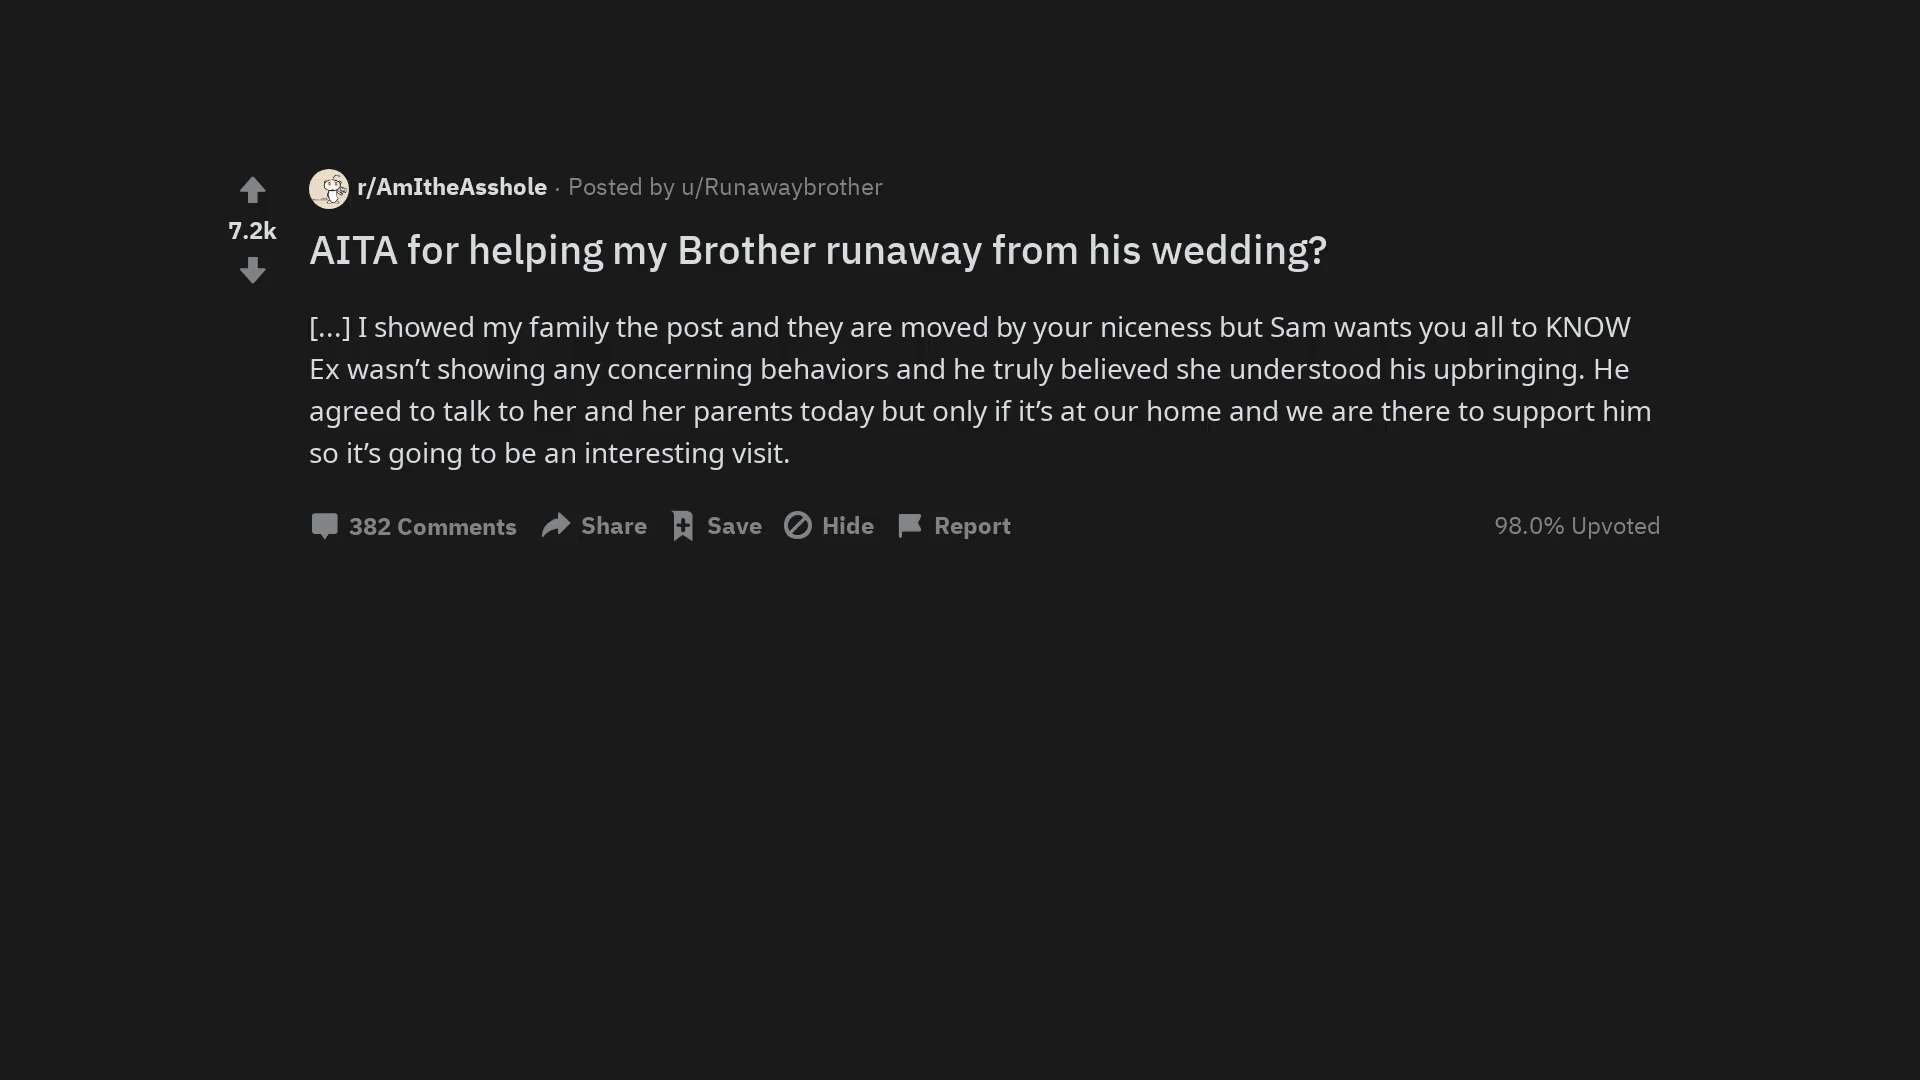 r/AmItheAsshole · Posted by u/Runawaybrother
7.2k
AITA for helping my Brother runaway from his wedding?
[...] I showed my family the post and they are moved by your niceness but Sam wants you all to KNOW
Ex wasn’t showing any concerning behaviors and he truly believed she understood his upbringing. He
agreed to talk to her and her parents today but only if it’s at our home and we are there to support him
so it’s going to be an interesting visit.
382 Comments Share Save Hide Report 98.0% Upvoted